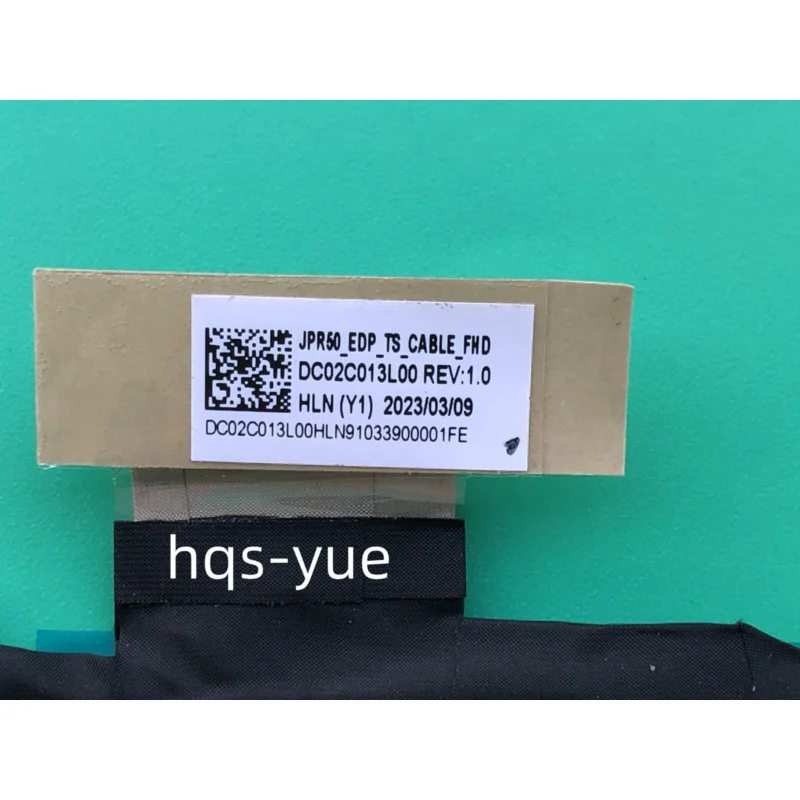 JPR50_EDP_TS_CABLE_FHD
DC02C013L00 REV:1.0
HLN (Y1) 2023/03/09
DC02C013L00HLN91033900001FE
hqs-yue